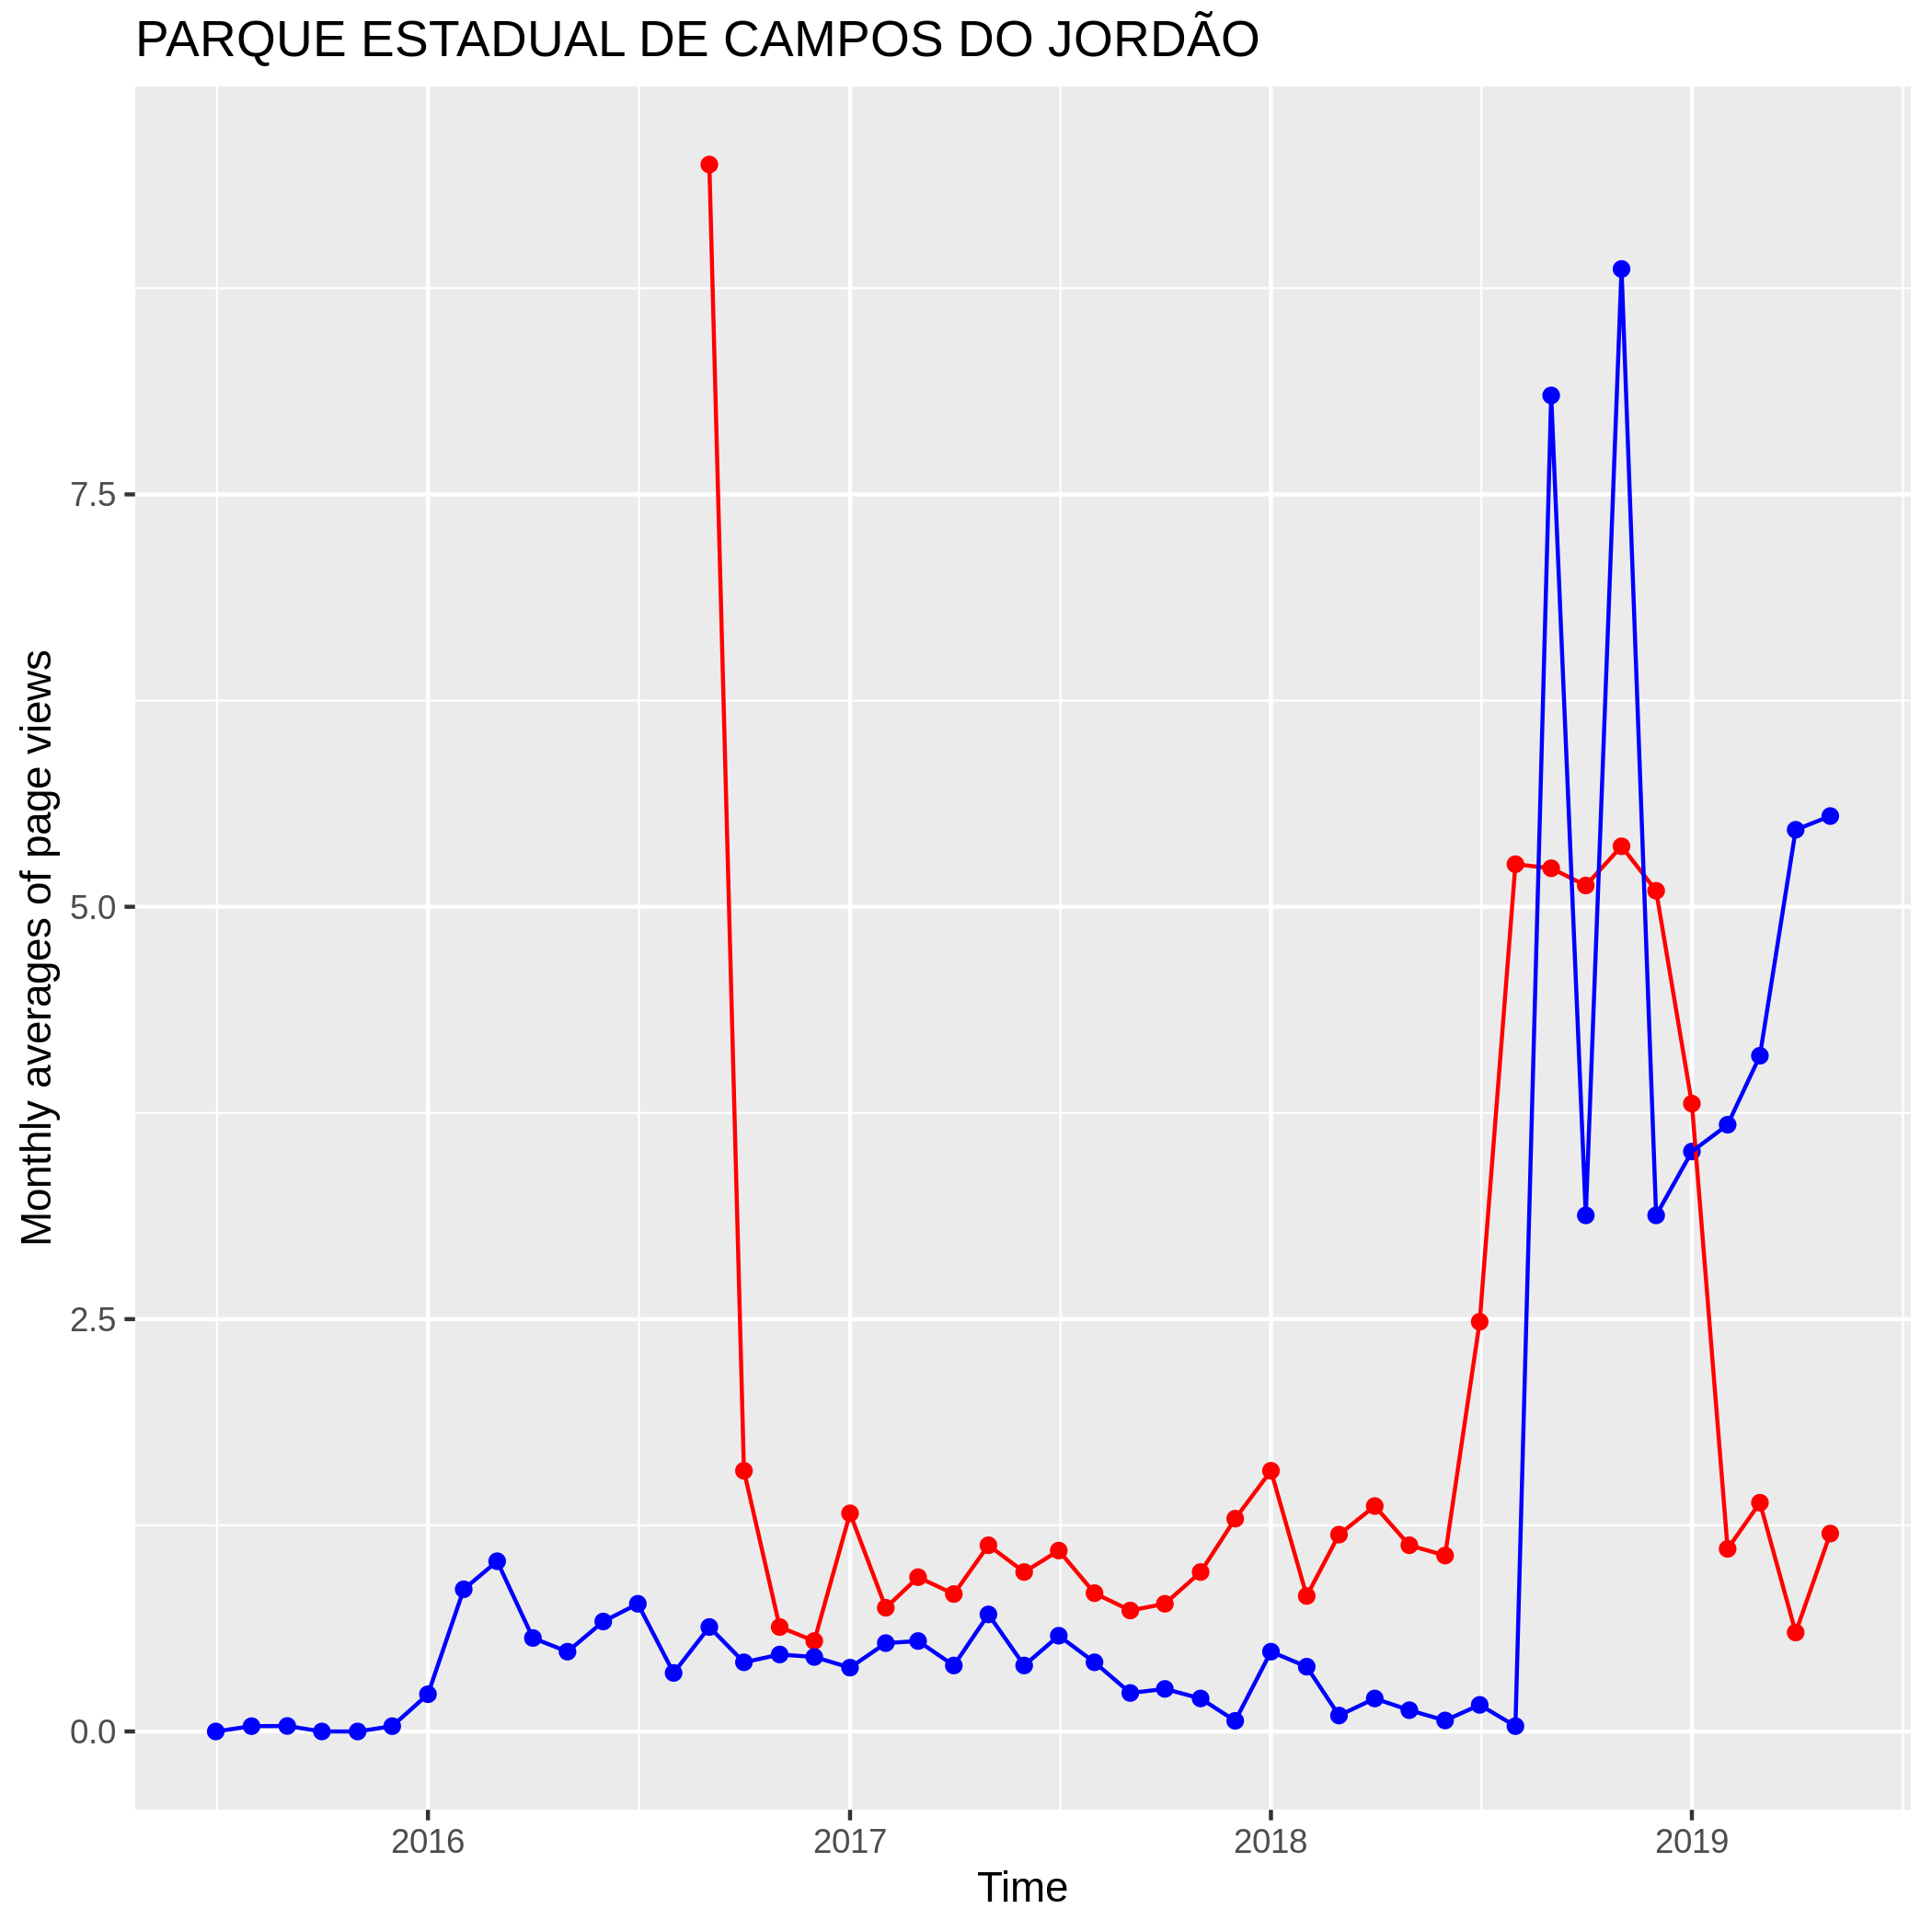 PARQUE ESTADUAL DE CAMPOS DO JORDÃO
Monthly averages of page views
7.5
5.0
2.5
0.0
2016
2017
2018
2019
Time